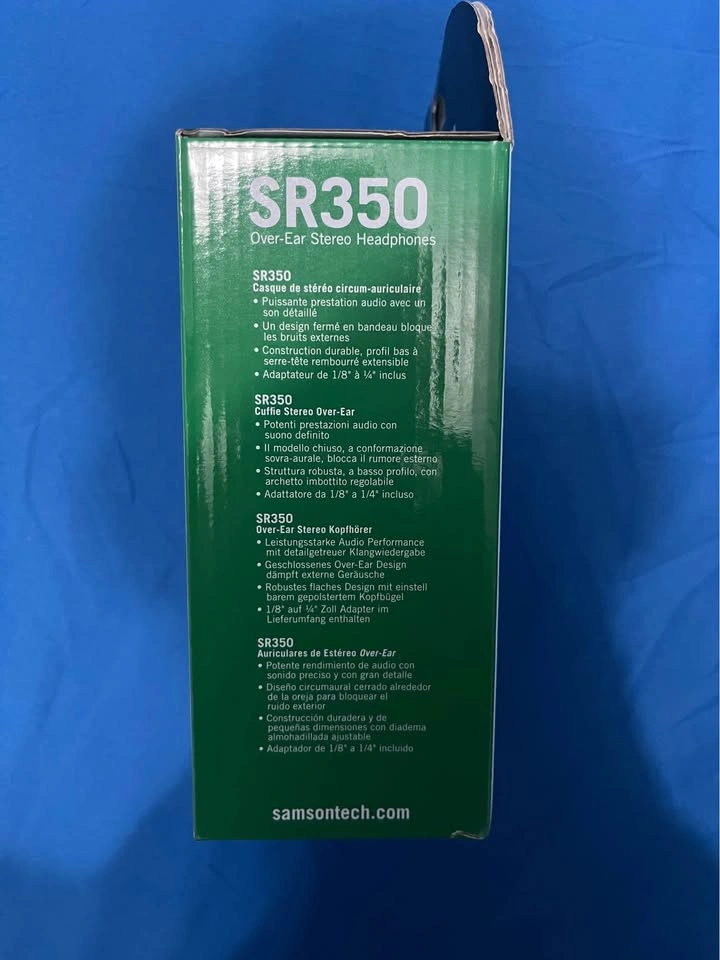 SR350
Over-Ear Stereo Headphones
SR350
Casque de stéréo circum-auriculaire
• Puissante prestation audio avec un
son détaillé
• Un design fermé en bandeau bloque
les bruits externes
• Construction durable, profil bas à
serre-tête rembourré extensible
• Adaptateur de 1/8" à ¼" inclus
SR350
Cuffie Stereo Over-Ear
• Potenti prestazioni audio con
suono definito
• Il modello chiuso, a conformazione
sovra-aurale, blocca il rumore esterno
• Struttura robusta, a basso profilo, con
archetto imbottito regolabile
• Adattatore da 1/8" a 1/4" incluso
SR350
Over-Ear Stereo Kopfhörer
• Leistungsstarke Audio Performance
mit detailgetreuer Klangwiedergabe
• Geschlossenes Over-Ear Design
dämpft externe Geräusche
• Robustes flaches Design mit einstell
barem gepolstertem Kopfbügel
• 1/8" auf ¼" Zoll Adapter im
Lieferumfang enthalten
SR350
Auriculares de Estéreo Over-Ear
• Potente rendimiento de audio con
sonido preciso y con gran detalle
• Diseño circumaural cerrado alrededor
de la oreja para bloquear el
ruido exterior
• Construcción duradera y de
pequeñas dimensiones con diadema
almohadillada ajustable
• Adaptador de 1/8" a 1/4" incluido
samsontech.com